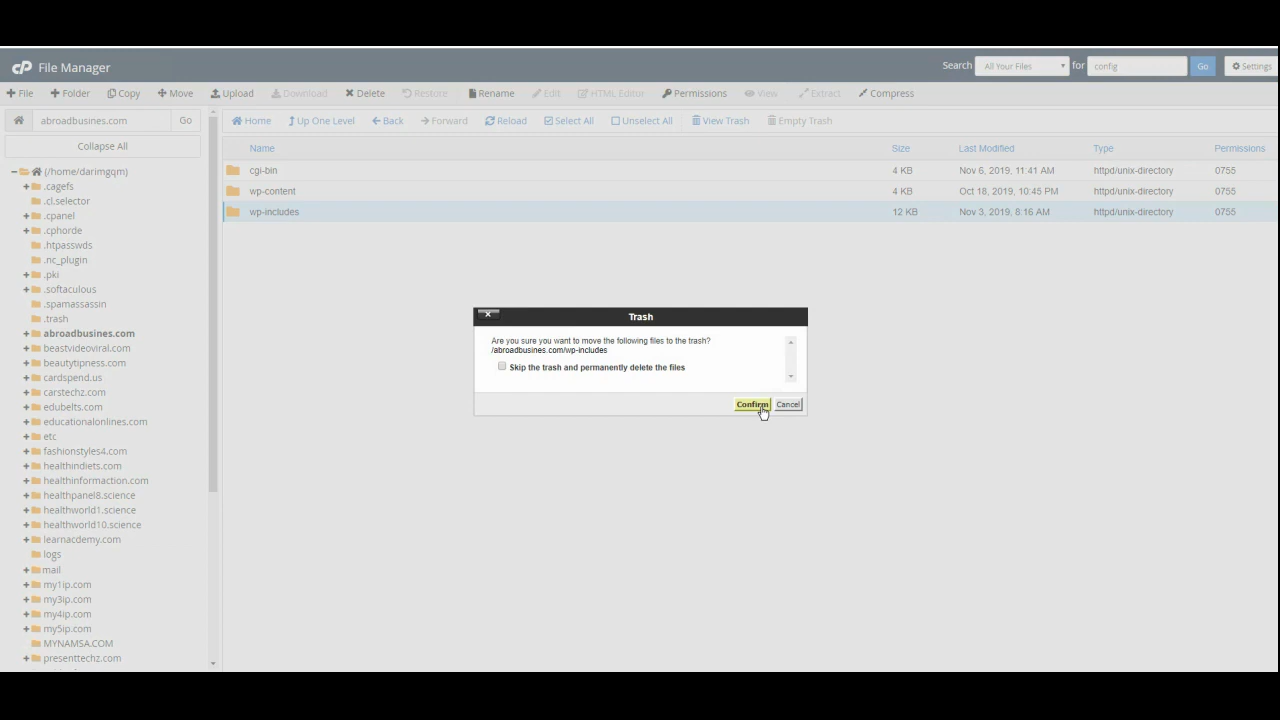 cP File Manager
Search All Your Files for config Go Settings
File Folder Copy Move Upload Download Delete Restore Rename Edit HTML Editor Permissions View Extract Compress
abroadbusines.com Go
Home Up One Level Back Forward Reload Select All Unselect All View Trash Empty Trash
Collapse All
Name Size Last Modified Type Permissions
cgi-bin 4 KB Nov 6, 2019, 11:41 AM httpd/unix-directory 0755
wp-content 4 KB Oct 18, 2019, 10:45 PM httpd/unix-directory 0755
wp-includes 12 KB Nov 3, 2019, 8:16 AM httpd/unix-directory 0755
(/home/darimgqm)
.cagefs
.cl.selector
.cpanel
.cphorde
.htpasswds
.nc_plugin
.pki
.softaculous
.spamassassin
.trash
abroadbusines.com
beastvideoviral.com
beautytipness.com
cardspend.us
carstechz.com
edubelts.com
educationalonlines.com
etc
fashionstyles4.com
healthindiets.com
healthinformaction.com
healthpanel8.science
healthworld1.science
healthworld10.science
learnacdemy.com
logs
mail
my1ip.com
my3ip.com
my4ip.com
my5ip.com
MYNAMSA.COM
presenttechz.com
Trash
Are you sure you want to move the following files to the trash?
/abroadbusines.com/wp-includes
Skip the trash and permanently delete the files
Confirm Cancel